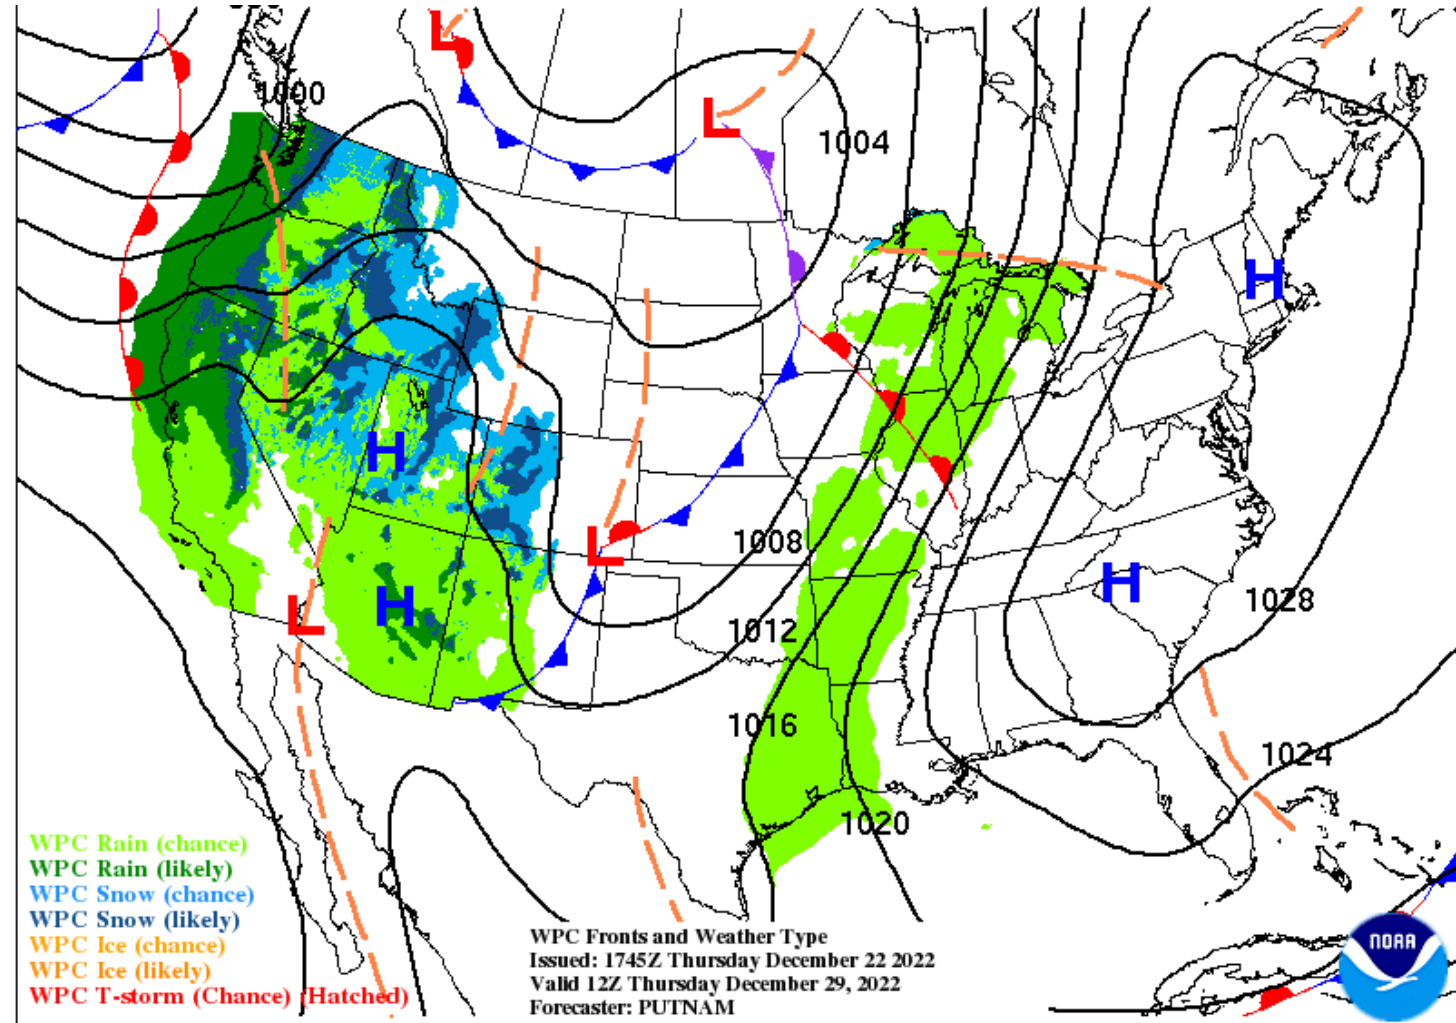 L
1000
L
1004
H
H
L
1008
H
H
1028
L
1012
1016
1024
1020
WPC Rain (chance)
WPC Rain (likely)
WPC Snow (chance)
WPC Snow (likely)
WPC Ice (chance)
WPC Ice (likely)
WPC T-storm (Chance) (Hatched)
WPC Fronts and Weather Type
Issued: 1745Z Thursday December 22 2022
Valid 12Z Thursday December 29, 2022
Forecaster: PUTNAM
NOAA